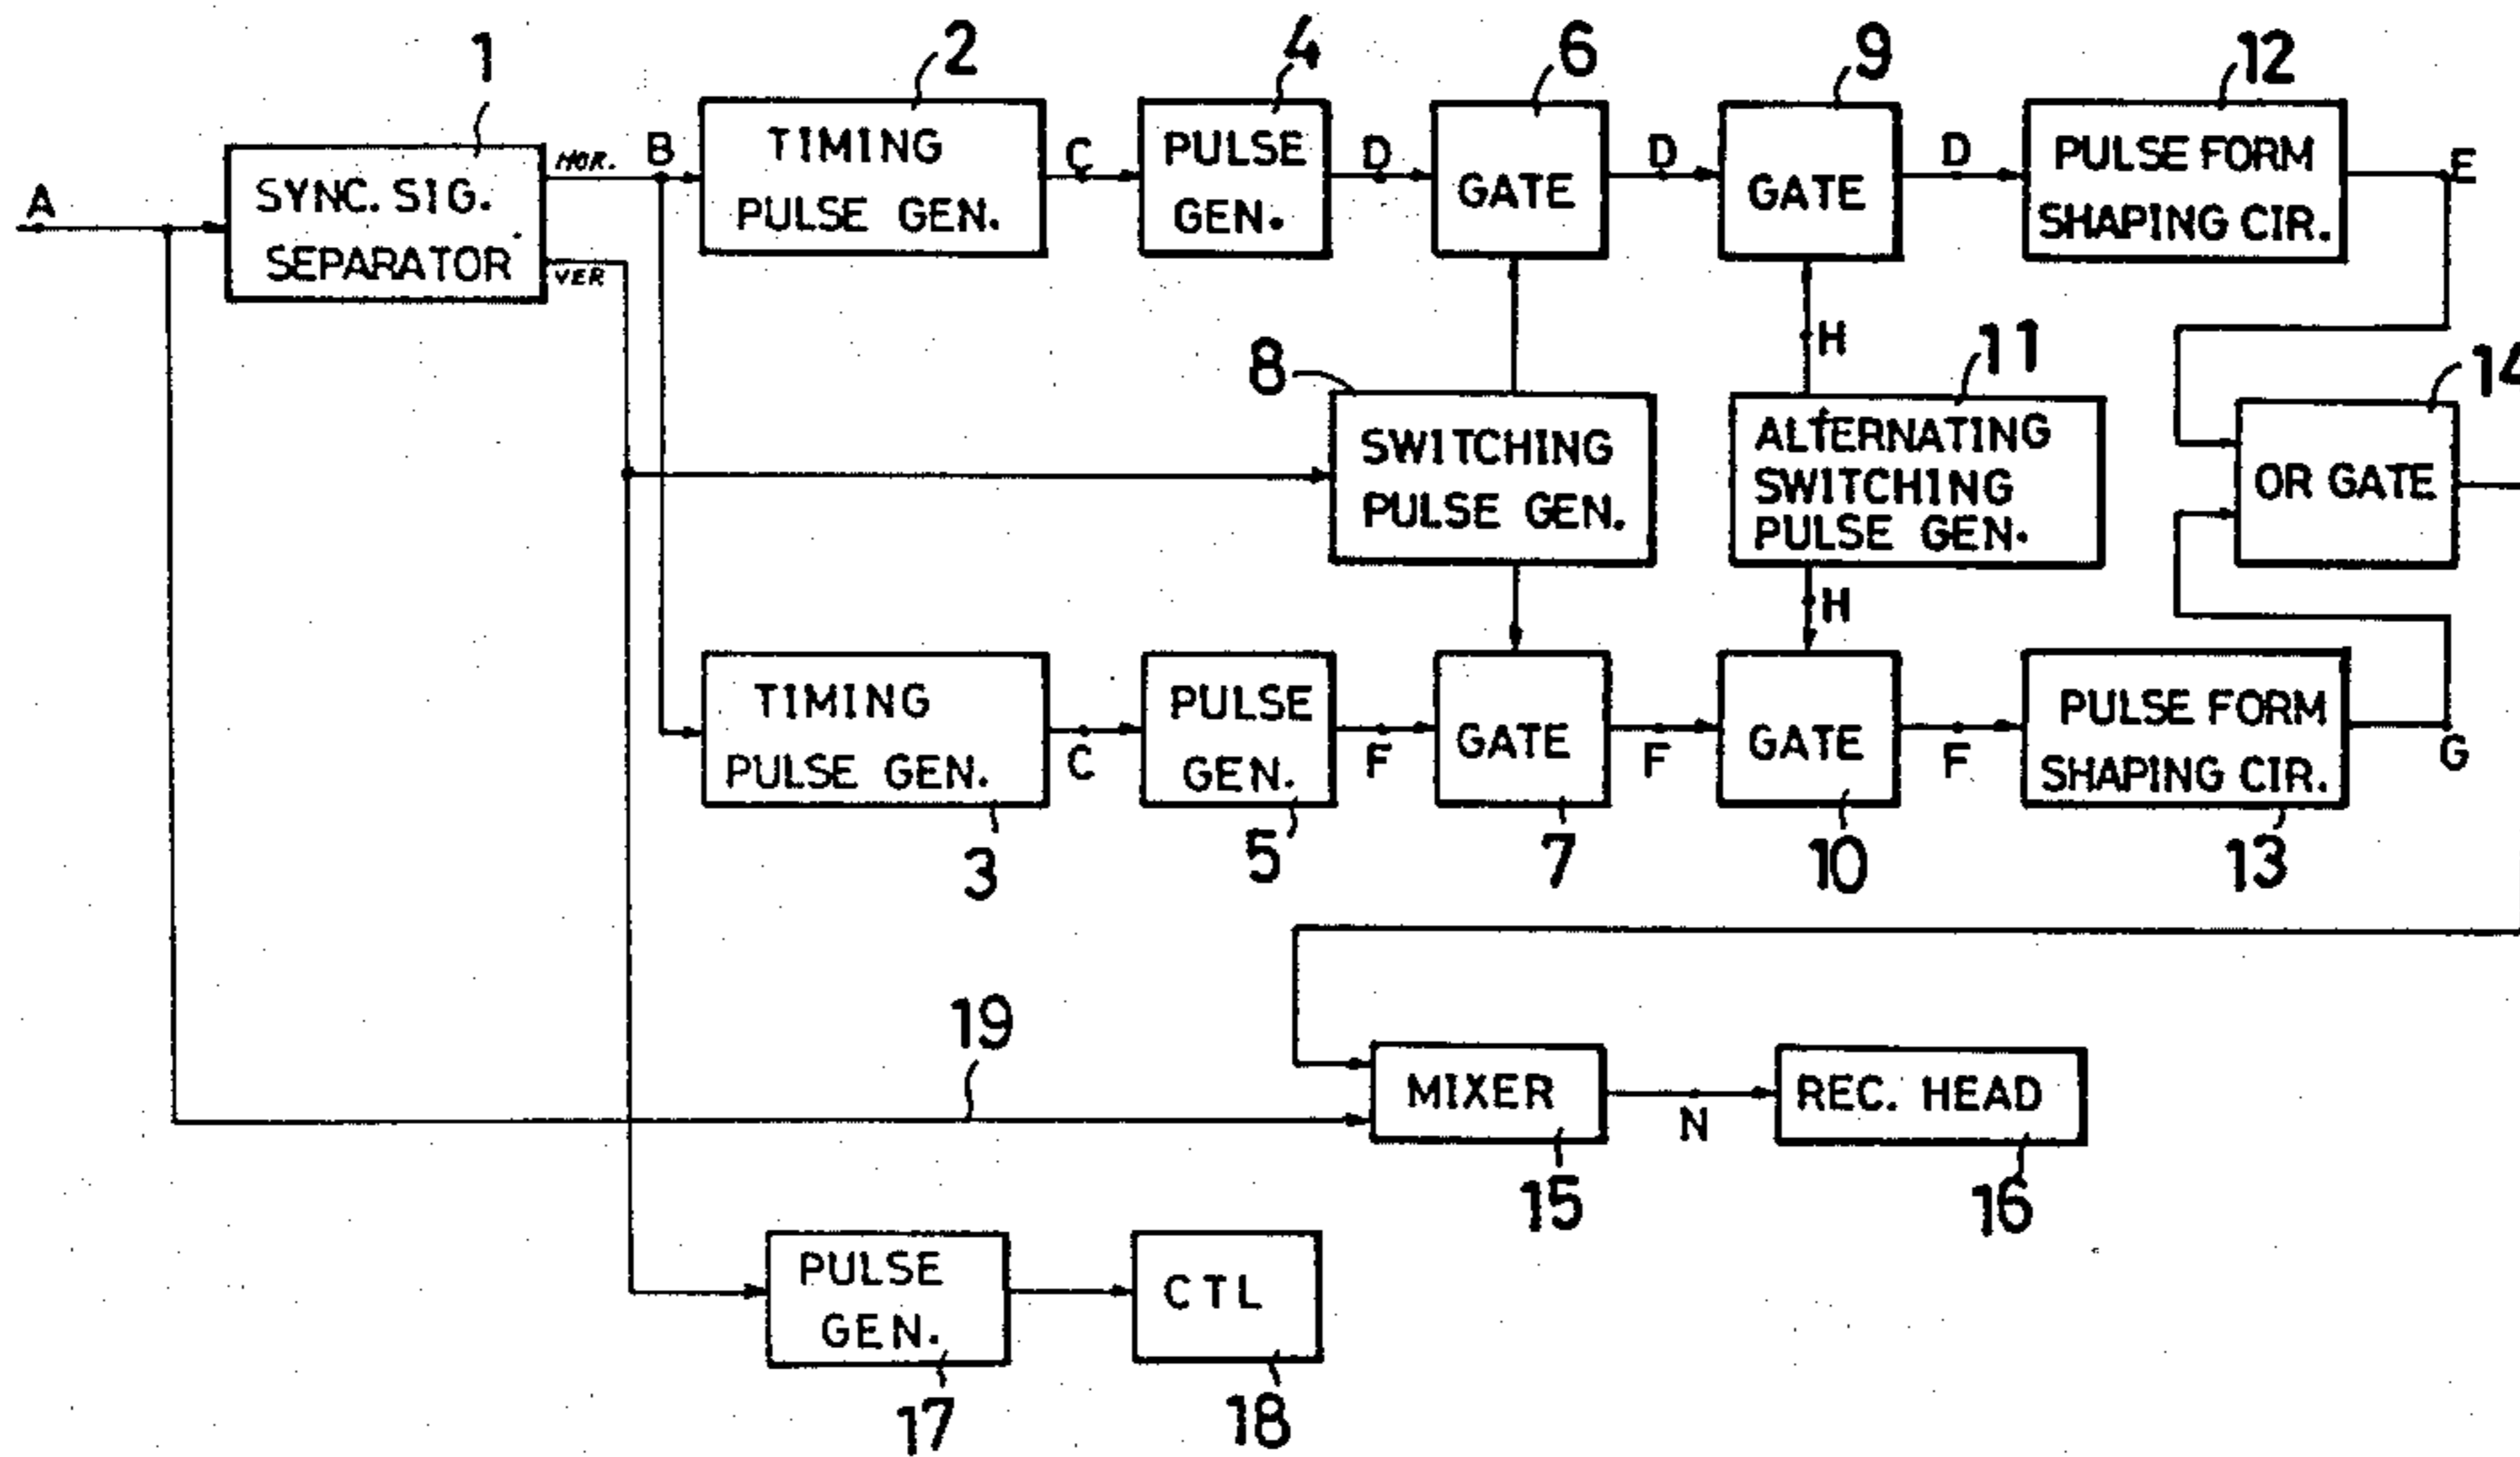 1
2
4
6
9
12
A
SYNC. SIG.
SEPARATOR
HOR.
VER
B
TIMING
PULSE GEN.
C
PULSE
GEN.
D
GATE
D
GATE
D
PULSE FORM
SHAPING CIR.
E
8
H
11
14
SWITCHING
PULSE GEN.
ALTERNATING
SWITCHING
PULSE GEN.
OR GATE
H
TIMING
PULSE GEN.
C
PULSE
GEN.
F
GATE
F
GATE
F
PULSE FORM
SHAPING CIR.
G
3
5
7
10
13
19
MIXER
N
REC. HEAD
15
16
PULSE
GEN.
CTL
17
18